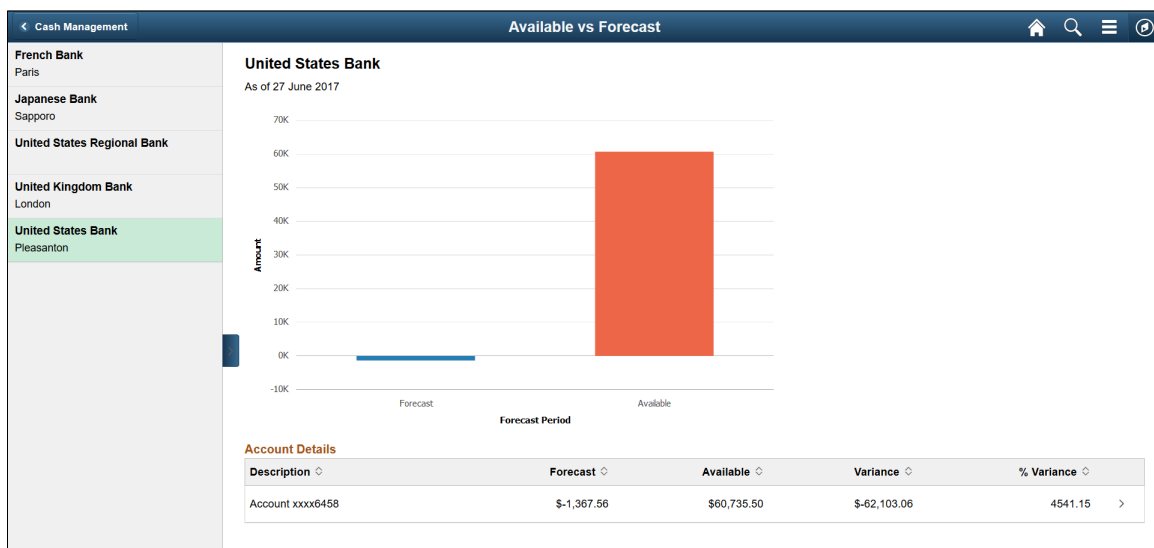 Cash Management
Available vs Forecast
French Bank
Paris
Japanese Bank
Sapporo
United States Regional Bank
United Kingdom Bank
London
United States Bank
Pleasanton
United States Bank
As of 27 June 2017
70K
60K
50K
40K
30K
20K
10K
0K
-10K
Amount
Forecast Available
Forecast Period
Account Details
Description Forecast Available Variance % Variance
Account xxxx6458 $-1,367.56 $60,735.50 $-62,103.06 4541.15